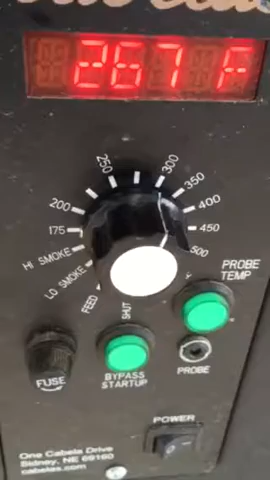 267 F
250
300
200
350
400
175
450
HI SMOKE
500
LO SMOKE
FEED
SHUT
PROBE
TEMP
FUSE
BYPASS
STARTUP
PROBE
POWER
One Cabela Drive
Sidney, NE 69160
cabelas.com